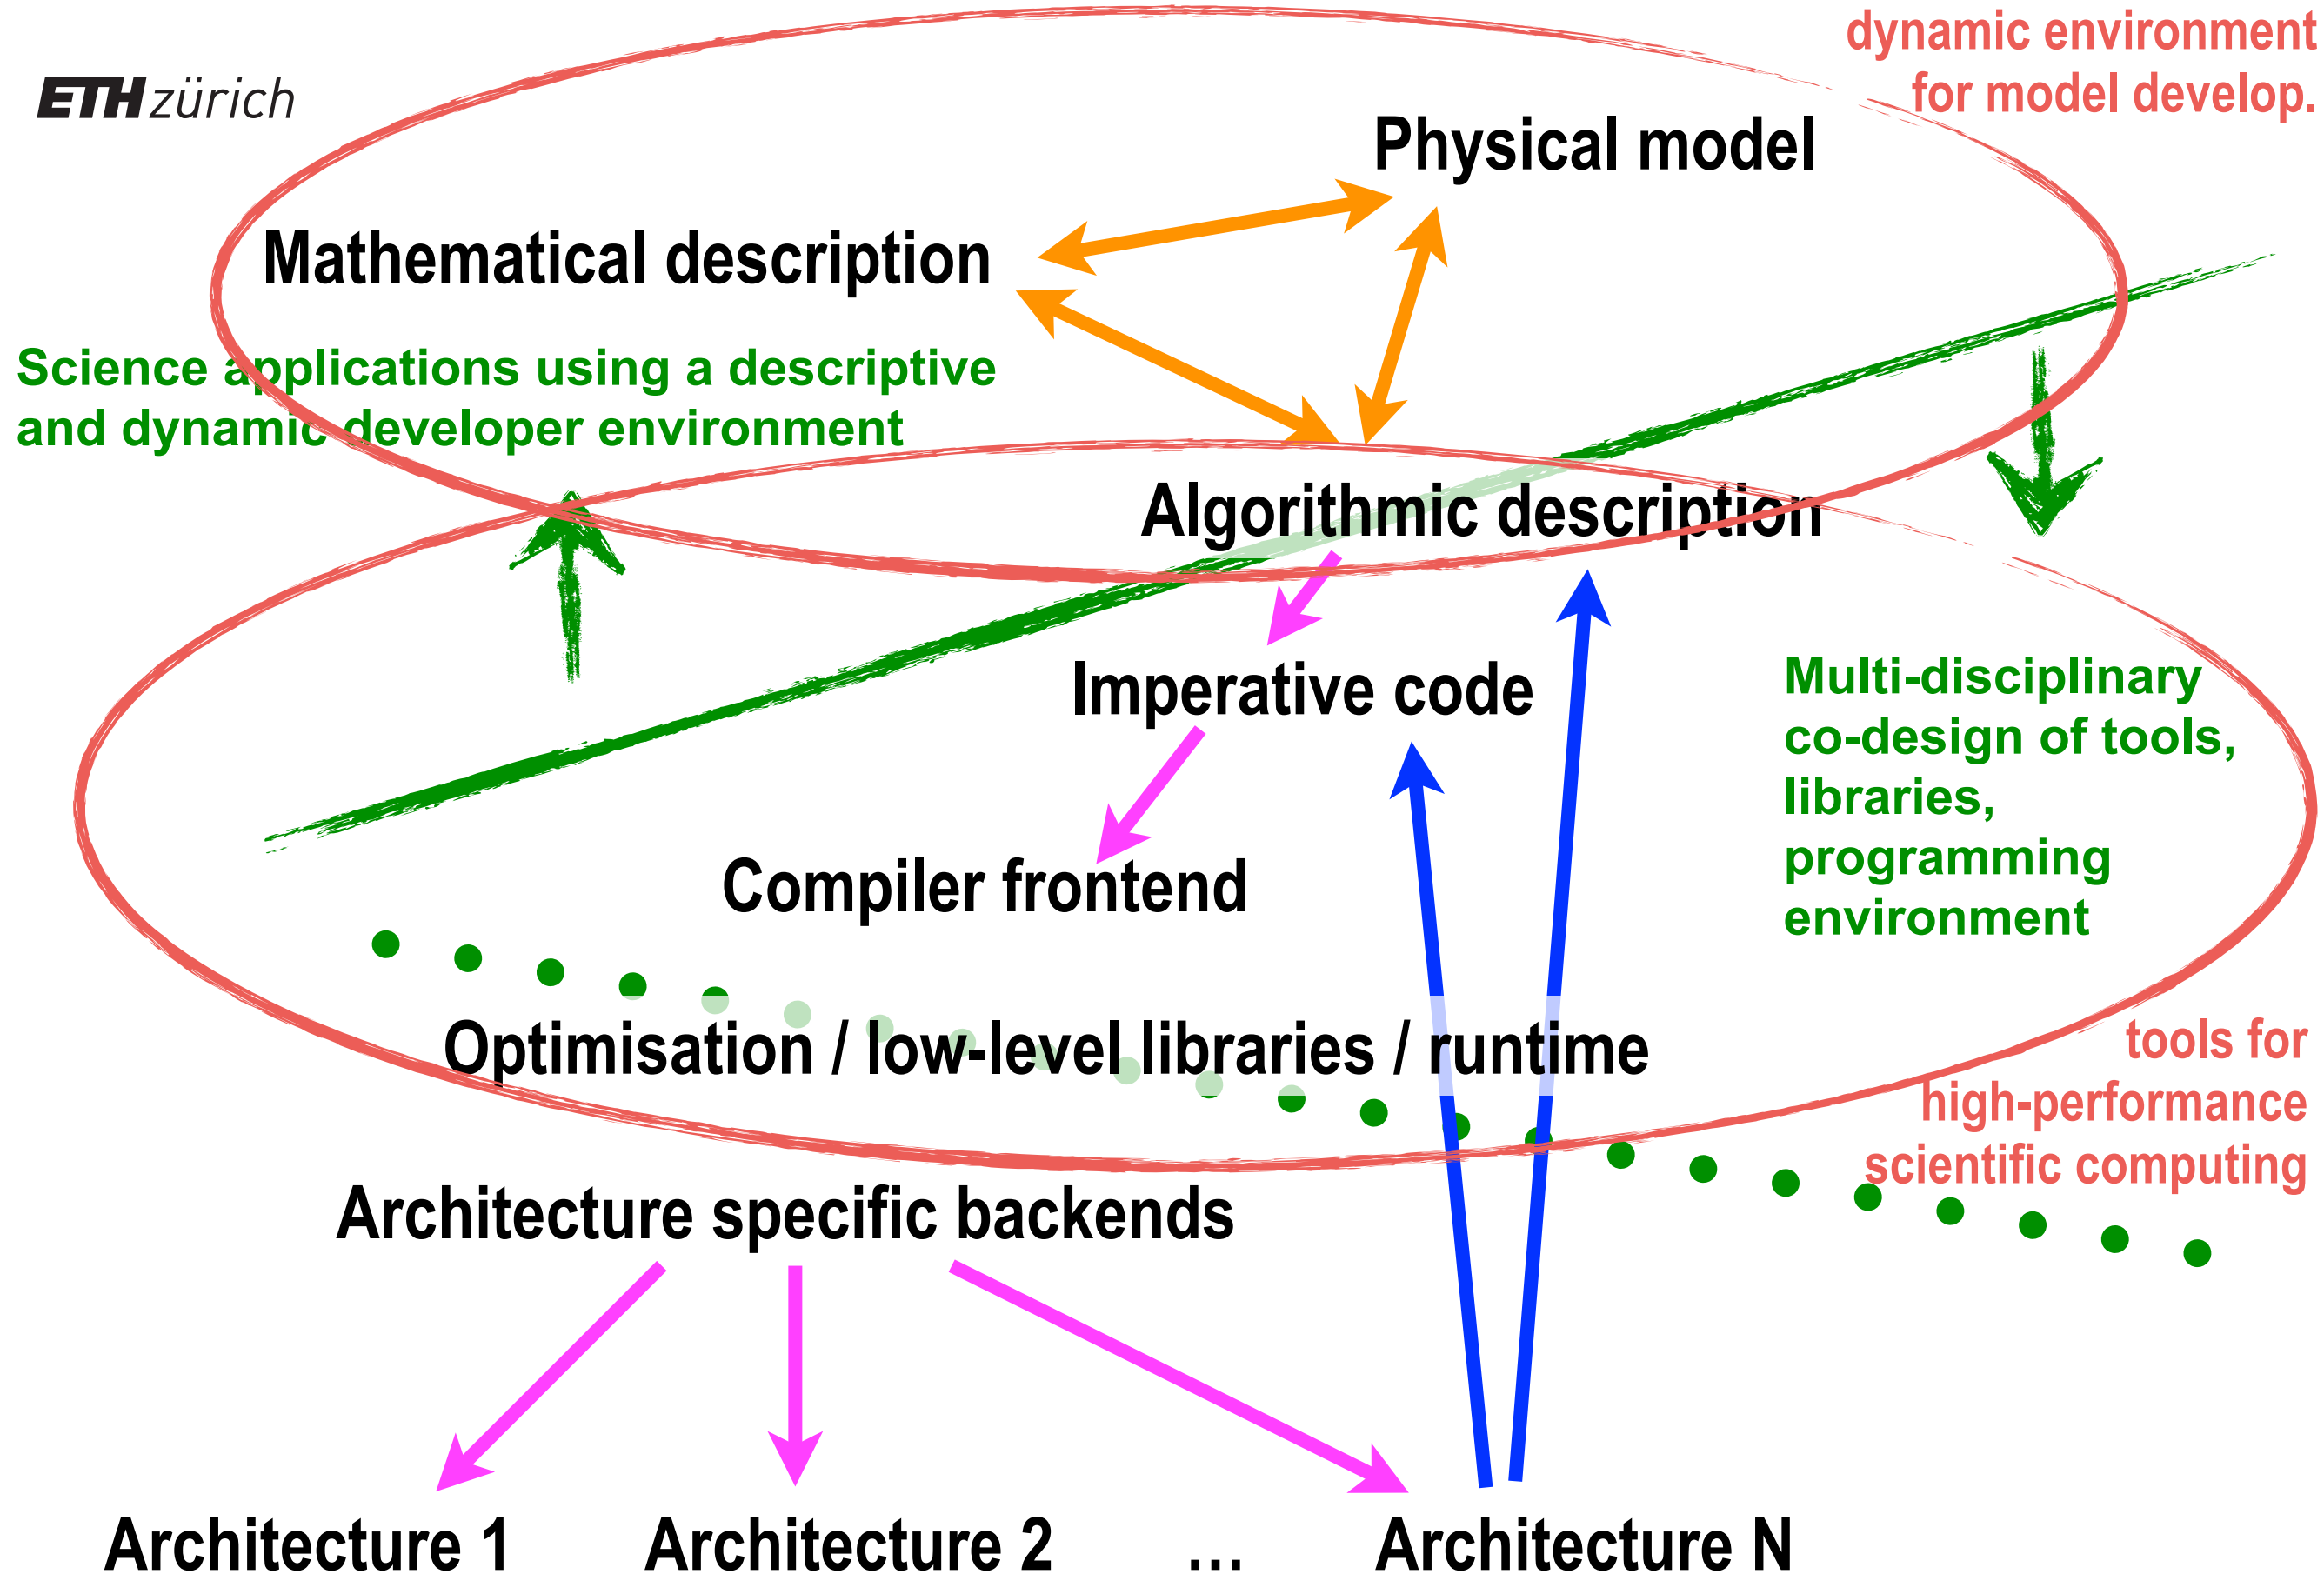 dynamic environment
for model develop.
ETH zürich
Physical model
Mathematical description
Science applications using a descriptive
and dynamic developer environment
Algorithmic description
Imperative code
Multi-disciplinary
co-design of tools,
libraries,
programming
environment
Compiler frontend
Optimisation / low-level libraries / runtime
tools for
high-performance
scientific computing
Architecture specific backends
Architecture 1
Architecture 2
...
Architecture N